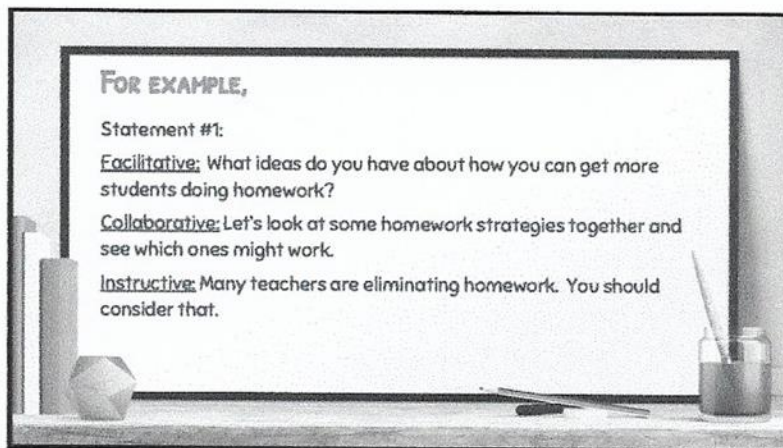 FOR EXAMPLE,
Statement #1:
Facilitative: What ideas do you have about how you can get more
students doing homework?
Collaborative: Let's look at some homework strategies together and
see which ones might work.
Instructive: Many teachers are eliminating homework. You should
consider that.